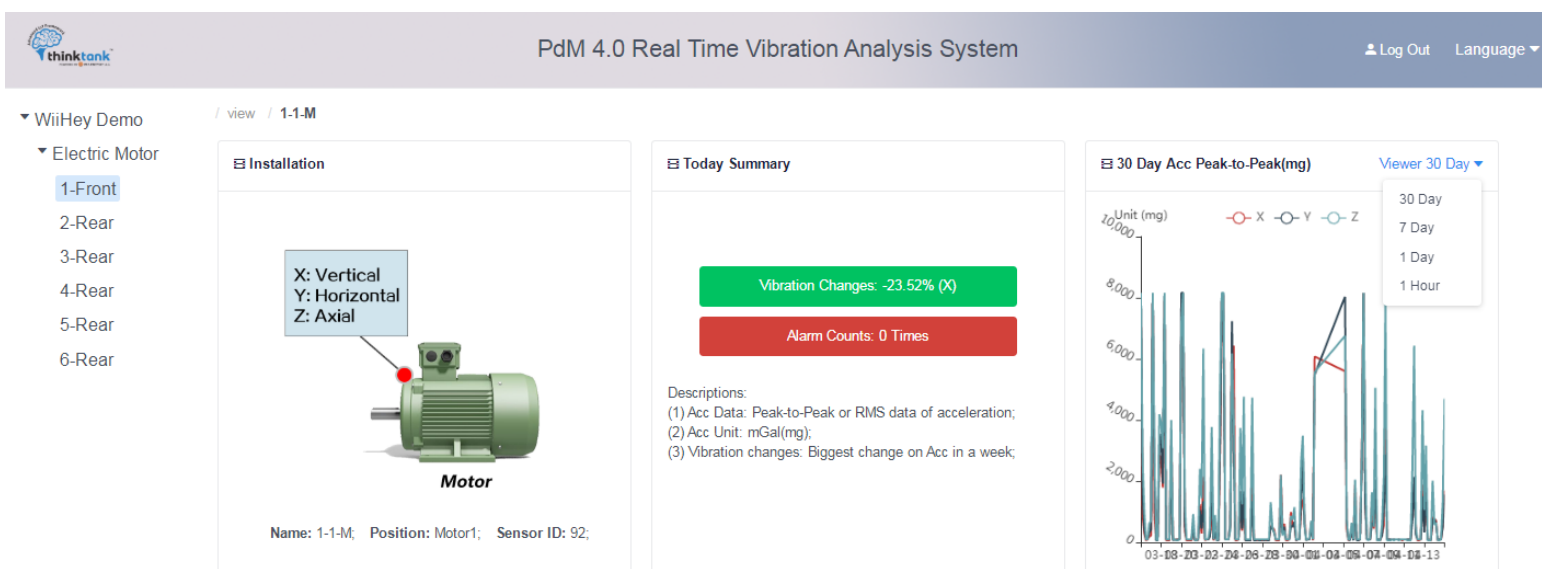 thinktank
PdM 4.0 Real Time Vibration Analysis System
Log Out
Language
WiiHey Demo
Electric Motor
1-Front
2-Rear
3-Rear
4-Rear
5-Rear
6-Rear
/ view / 1-1-M
Installation
X: Vertical
Y: Horizontal
Z: Axial
Motor
Name: 1-1-M; Position: Motor1; Sensor ID: 92;
Today Summary
Vibration Changes: -23.52% (X)
Alarm Counts: 0 Times
Descriptions:
(1) Acc Data: Peak-to-Peak or RMS data of acceleration;
(2) Acc Unit: mGal(mg);
(3) Vibration changes: Biggest change on Acc in a week;
30 Day Acc Peak-to-Peak(mg)
Viewer 30 Day
30 Day
7 Day
1 Day
1 Hour
Unit (mg)
X Y Z
10,000
8,000
6,000
4,000
2,000
0